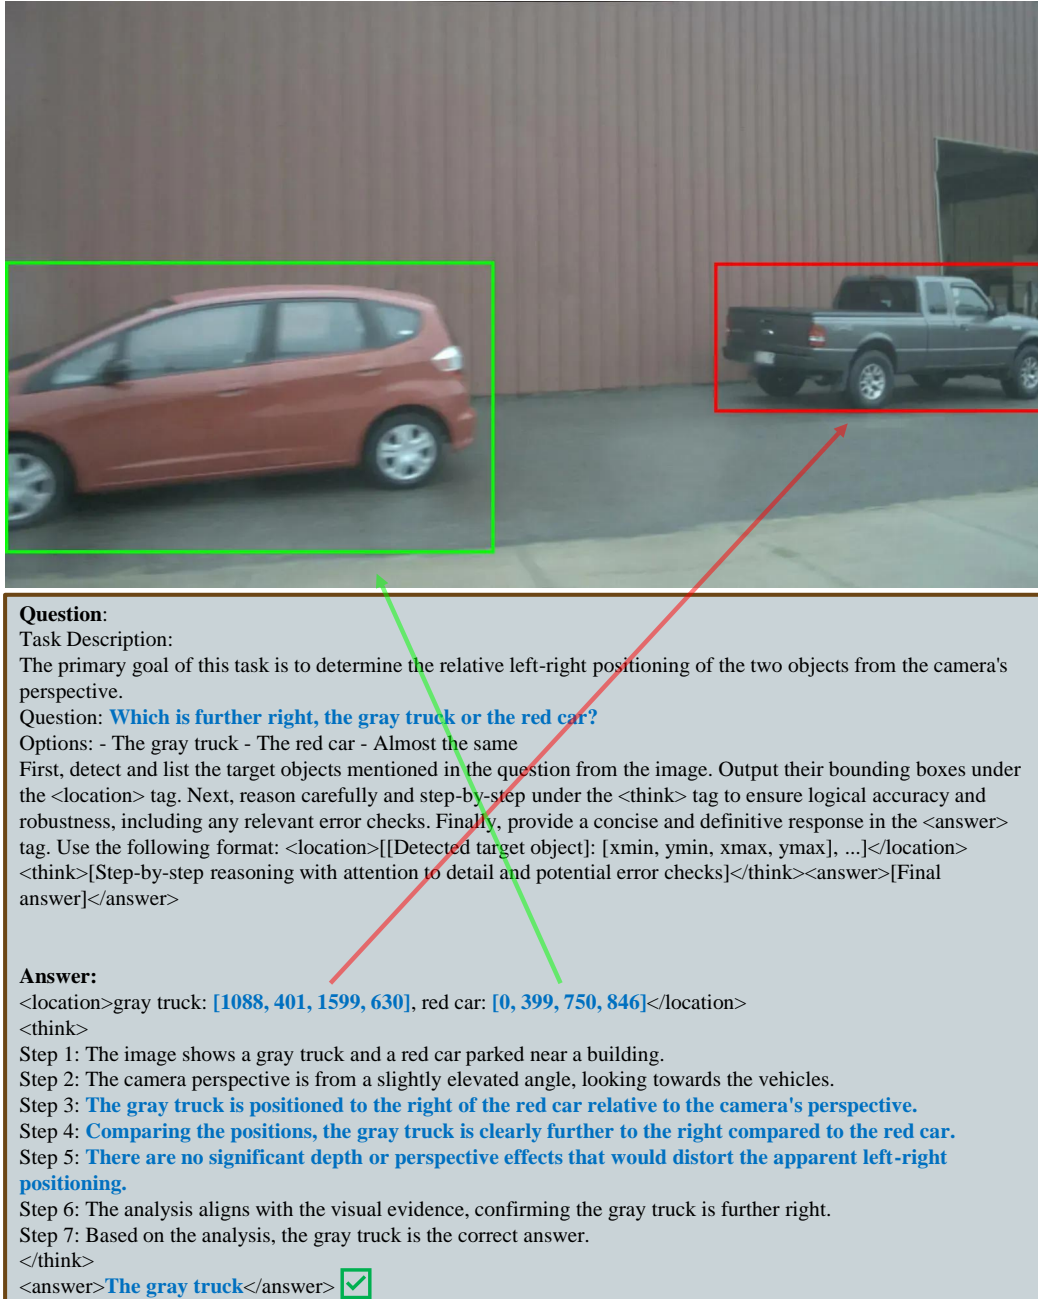 Question:
Task Description:
The primary goal of this task is to determine the relative left-right positioning of the two objects from the camera's
perspective.
Question: Which is further right, the gray truck or the red car?
Options: - The gray truck - The red car - Almost the same
First, detect and list the target objects mentioned in the question from the image. Output their bounding boxes under
the <location> tag. Next, reason carefully and step-by-step under the <think> tag to ensure logical accuracy and
robustness, including any relevant error checks. Finally, provide a concise and definitive response in the <answer>
tag. Use the following format: <location>[[Detected target object]: [xmin, ymin, xmax, ymax], ...]</location>
<think>[Step-by-step reasoning with attention to detail and potential error checks]</think><answer>[Final
answer]</answer>
Answer:
<location>gray truck: [1088, 401, 1599, 630], red car: [0, 399, 750, 846]</location>
<think>
Step 1: The image shows a gray truck and a red car parked near a building.
Step 2: The camera perspective is from a slightly elevated angle, looking towards the vehicles.
Step 3: The gray truck is positioned to the right of the red car relative to the camera's perspective.
Step 4: Comparing the positions, the gray truck is clearly further to the right compared to the red car.
Step 5: There are no significant depth or perspective effects that would distort the apparent left-right
positioning.
Step 6: The analysis aligns with the visual evidence, confirming the gray truck is further right.
Step 7: Based on the analysis, the gray truck is the correct answer.
</think>
<answer>The gray truck</answer>